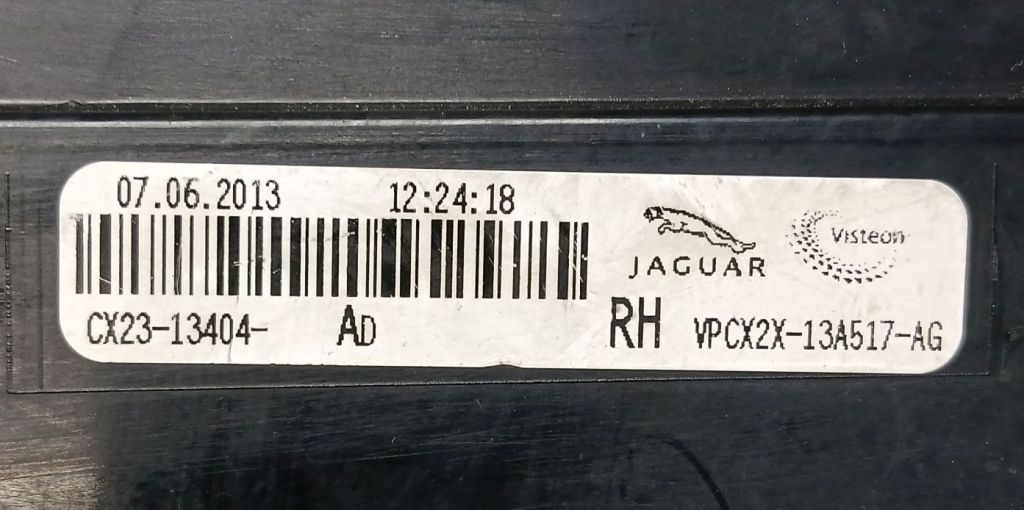 07.06.2013 12:24:18
JAGUAR
Visteon
CX23-13404- AD
RH VPCX2X-13A517-AG